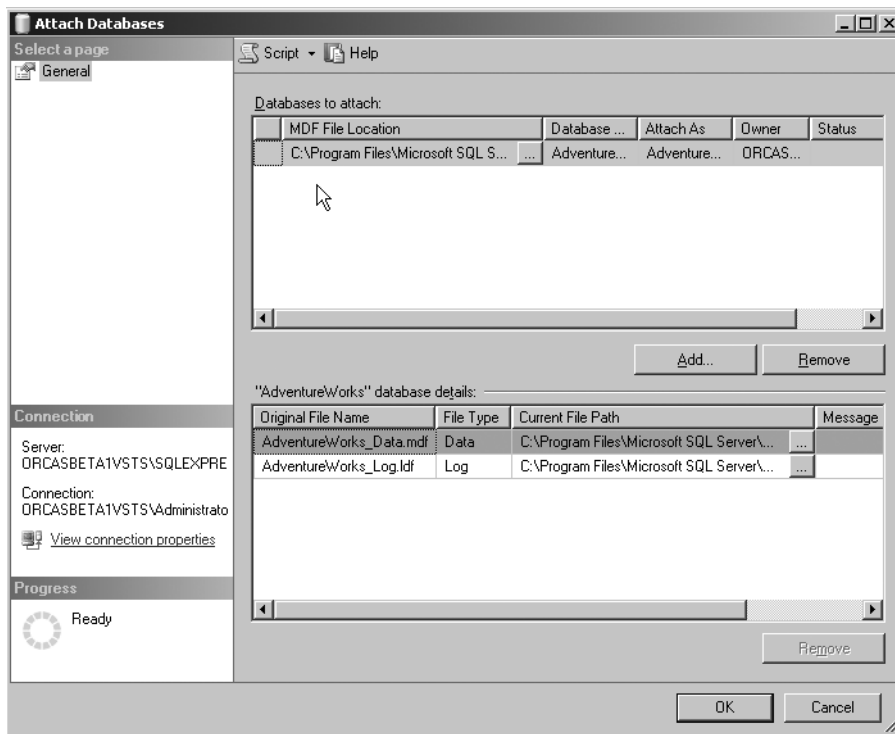 Attach Databases
Select a page
General
Script Help
Databases to attach:
MDF File Location Database ... Attach As Owner Status
C:\Program Files\Microsoft SQL S... ... Adventure... Adventure... ORCAS...
Add... Remove
"AdventureWorks" database details:
Original File Name File Type Current File Path Message
AdventureWorks_Data.mdf Data C:\Program Files\Microsoft SQL Server\... ...
AdventureWorks_Log.ldf Log C:\Program Files\Microsoft SQL Server\... ...
Connection
Server:
ORCASBETA1VSTS\SQLEXPRE
Connection:
ORCASBETA1VSTS\Administrato
View connection properties
Progress
Ready
Remove
OK Cancel